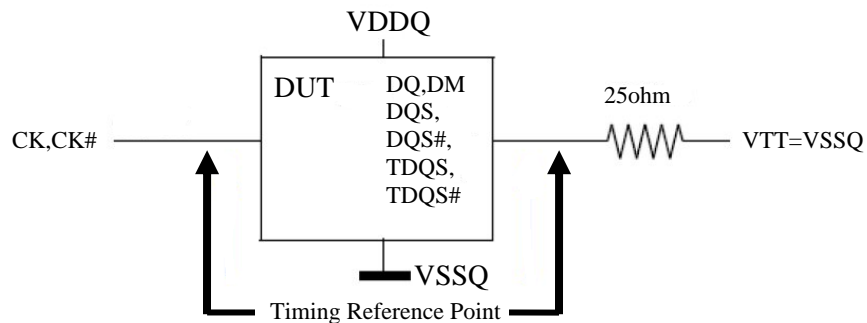 VDDQ
DUT
DQ,DM
DQS,
DQS#,
TDQS,
TDQS#
25ohm
CK,CK#
VTT=VSSQ
VSSQ
Timing Reference Point